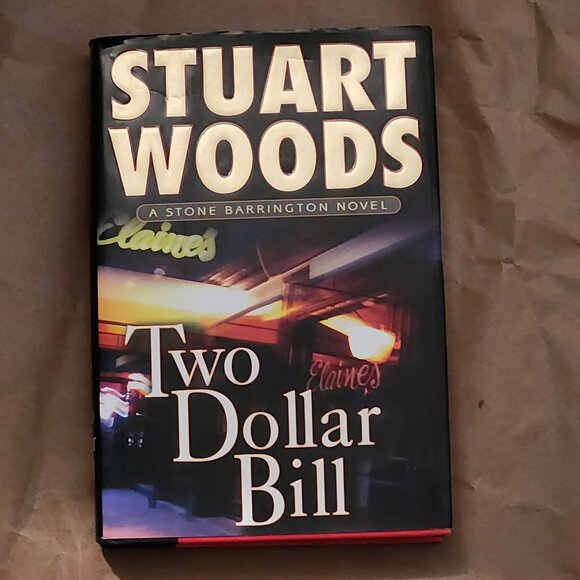 STUART
WOODS
A STONE BARRINGTON NOVEL
Elaines
Elaines
Two
Dollar
Bill